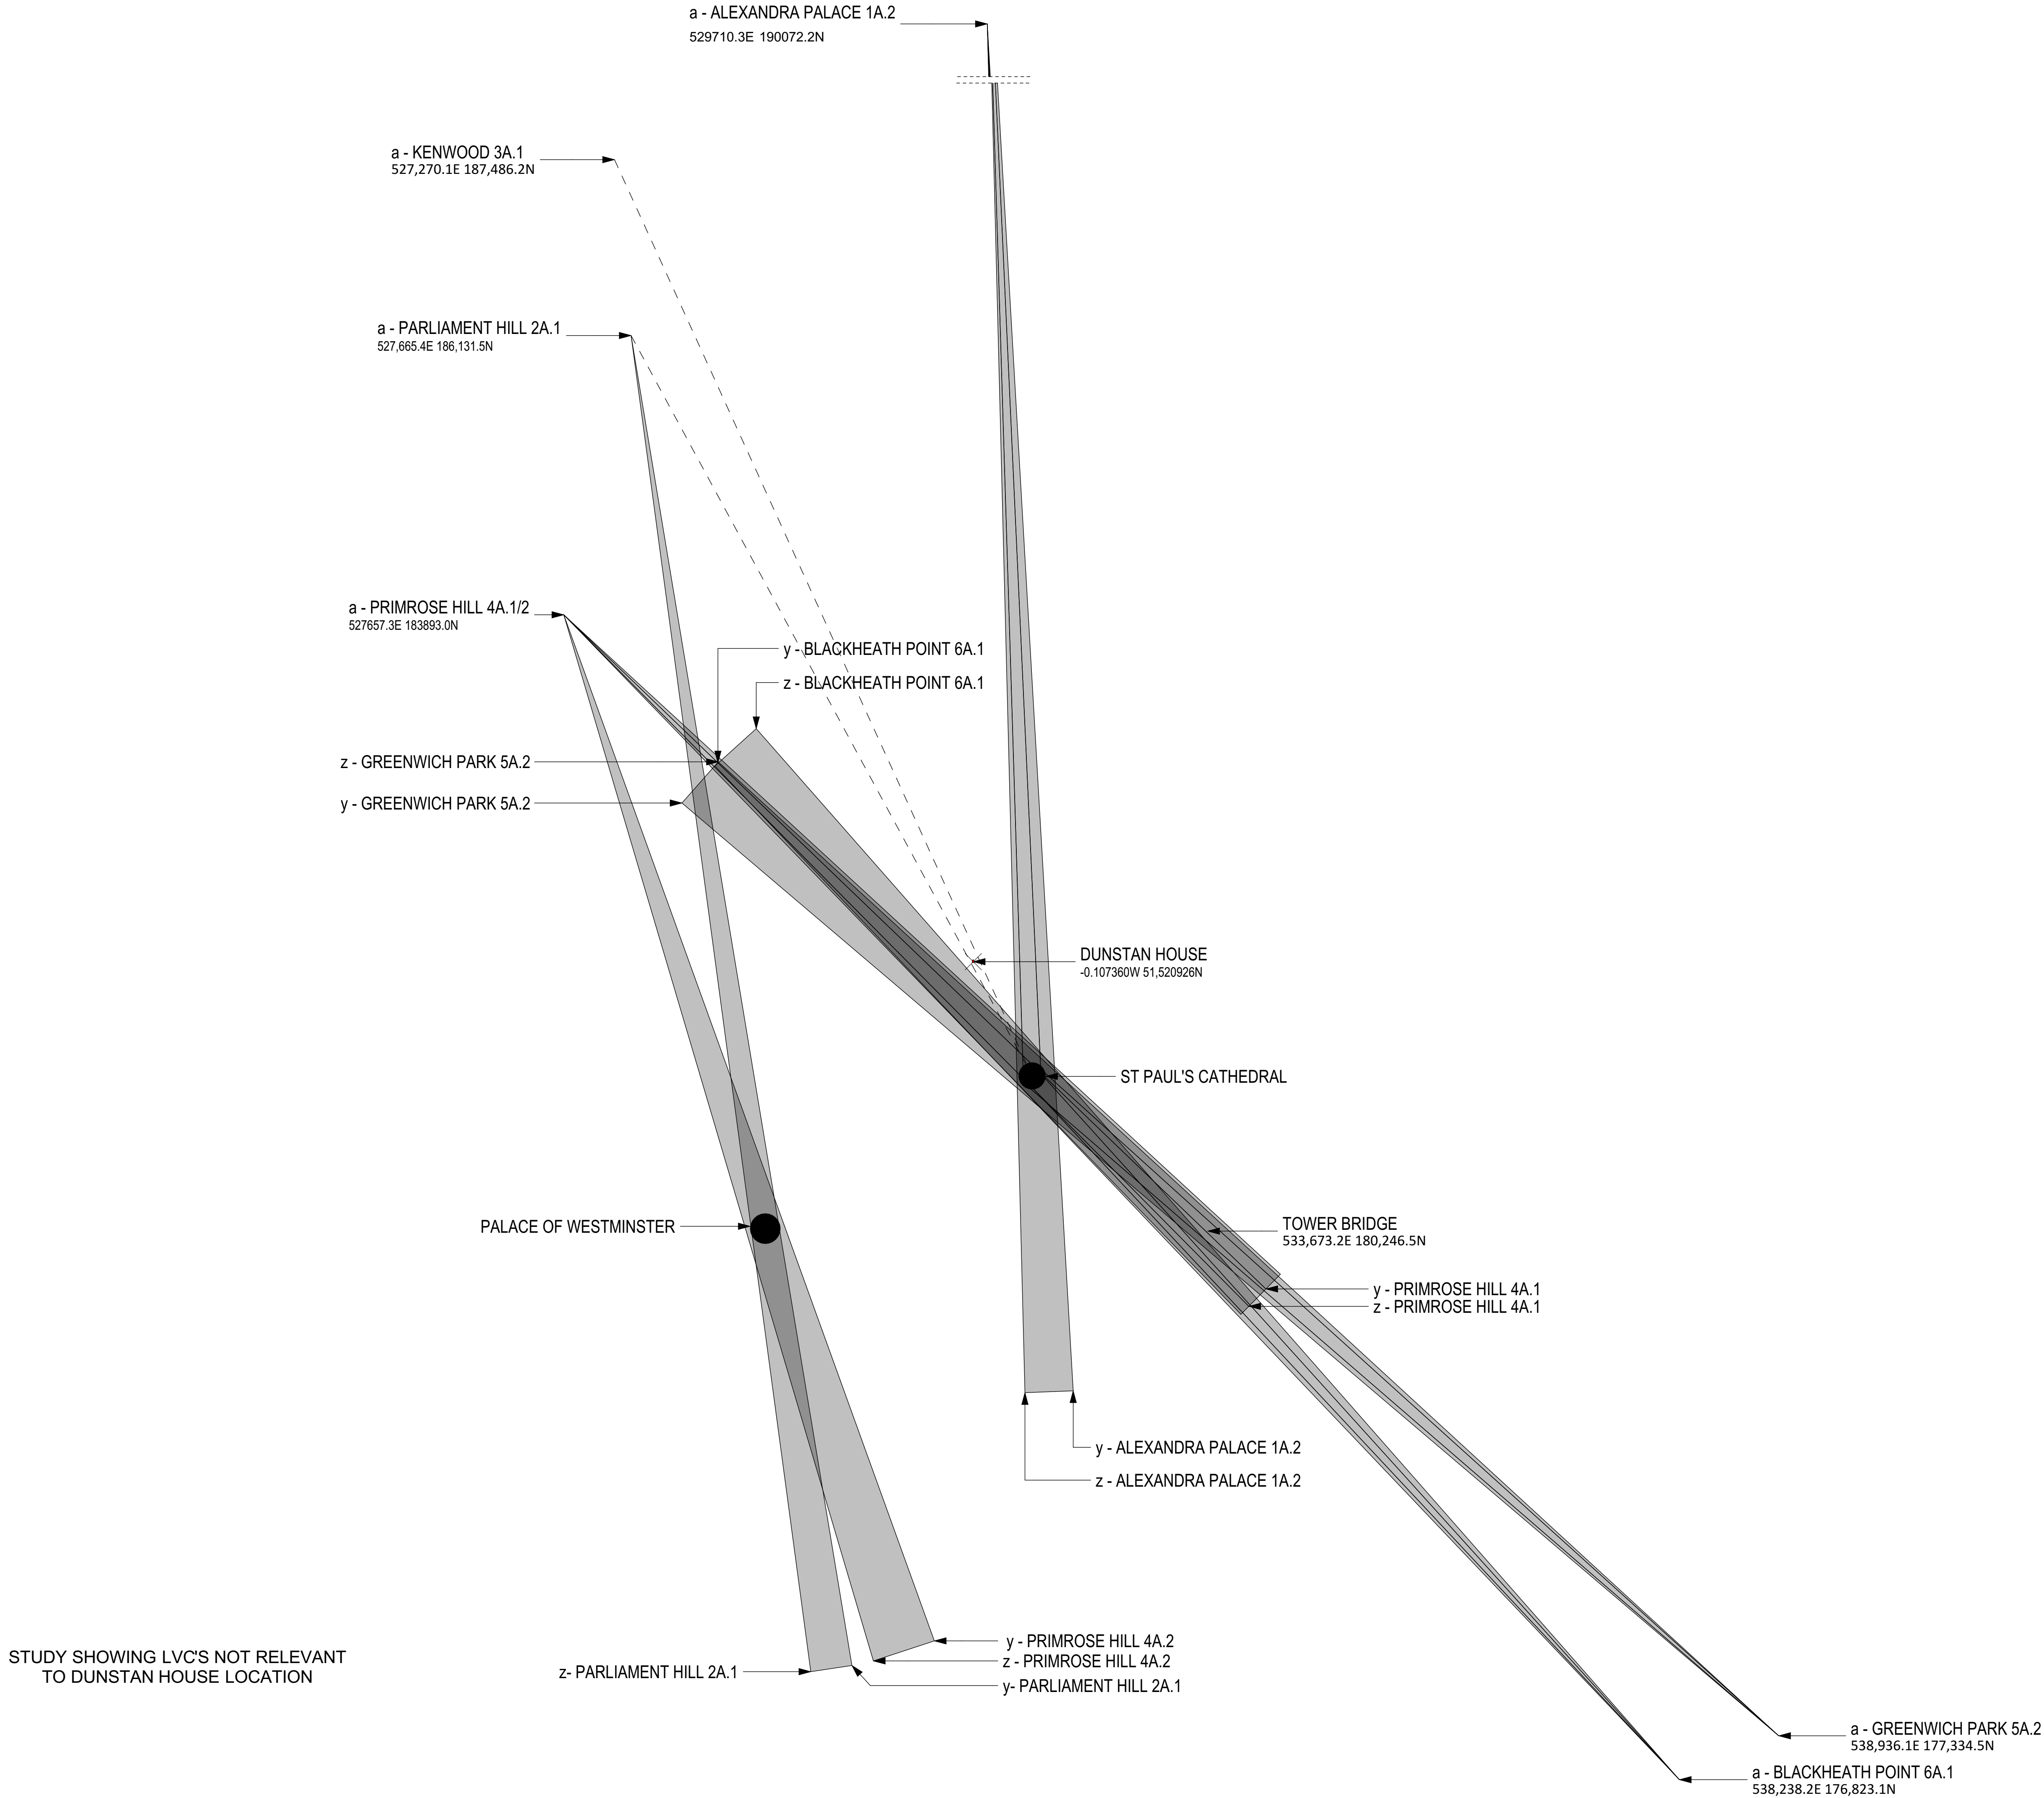 a - ALEXANDRA PALACE 1A.2
529710.3E 190072.2N
a - KENWOOD 3A.1
527,270.1E 187,486.2N
a - PARLIAMENT HILL 2A.1
527,665.4E 186,131.5N
a - PRIMROSE HILL 4A.1/2
527657.3E 183893.0N
y - BLACKHEATH POINT 6A.1
z - BLACKHEATH POINT 6A.1
z - GREENWICH PARK 5A.2
y - GREENWICH PARK 5A.2
DUNSTAN HOUSE
-0.107360W 51,520926N
ST PAUL'S CATHEDRAL
PALACE OF WESTMINSTER
TOWER BRIDGE
533,673.2E 180,246.5N
y - PRIMROSE HILL 4A.1
z - PRIMROSE HILL 4A.1
y - ALEXANDRA PALACE 1A.2
z - ALEXANDRA PALACE 1A.2
y - PRIMROSE HILL 4A.2
z - PRIMROSE HILL 4A.2
z- PARLIAMENT HILL 2A.1
y- PARLIAMENT HILL 2A.1
STUDY SHOWING LVC'S NOT RELEVANT
TO DUNSTAN HOUSE LOCATION
a - GREENWICH PARK 5A.2
538,936.1E 177,334.5N
a - BLACKHEATH POINT 6A.1
538,238.2E 176,823.1N